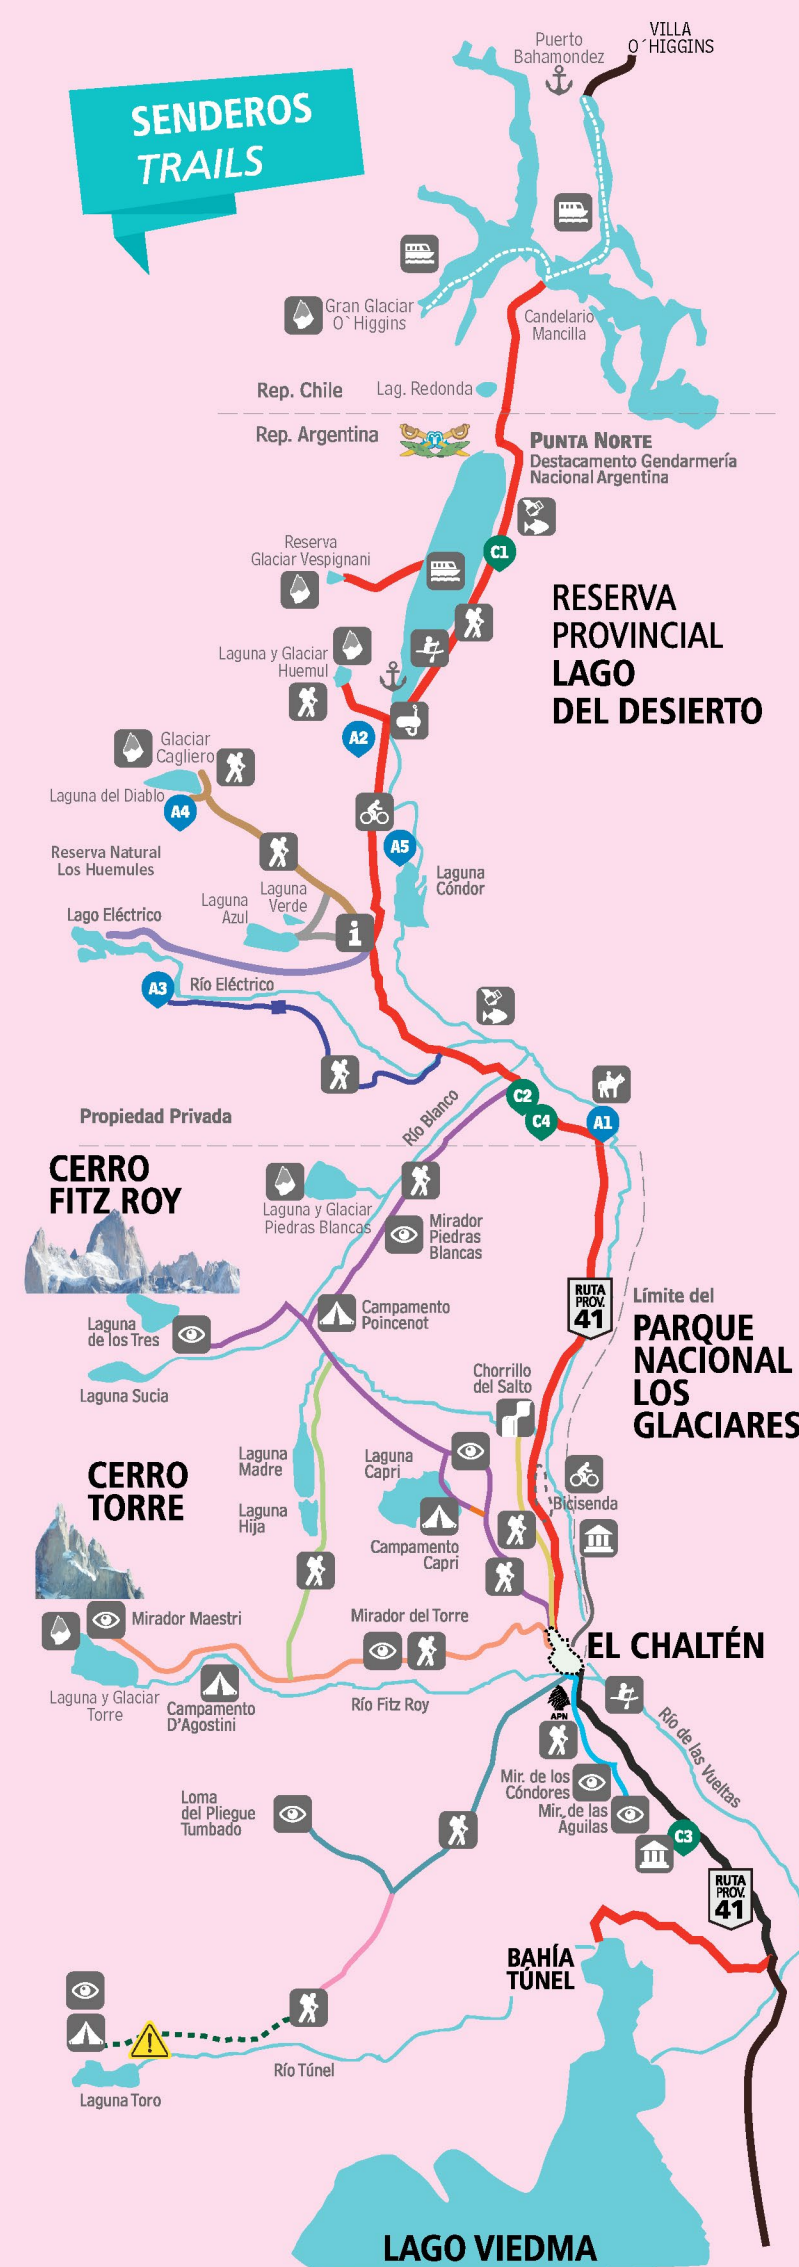 VILLA
O´HIGGINS
Puerto
Bahamondez
SENDEROS
TRAILS
Gran Glaciar
O`Higgins
Candelario
Mancilla
Rep. Chile
Lag. Redonda
Rep. Argentina
PUNTA NORTE
Destacamento Gendarmería
Nacional Argentina
Reserva
Glaciar Vespignani
C1
RESERVA
PROVINCIAL
LAGO
DEL DESIERTO
Laguna y Glaciar
Huemul
A2
Glaciar
Cagliero
Laguna del Diablo
A4
A5
Reserva Natural
Los Huemules
Laguna
Cóndor
Laguna
Verde
Laguna
Azul
Lago Eléctrico
i
A3
Río Eléctrico
C2
C4
A1
Río Blanco
Propiedad Privada
CERRO
FITZ ROY
Laguna y Glaciar
Piedras Blancas
Mirador
Piedras
Blancas
RUTA
PROV.
41
Límite del
PARQUE
NACIONAL
LOS
GLACIARES
Campamento
Poincenot
Laguna
de los Tres
Laguna Sucia
Chorrillo
del Salto
CERRO
TORRE
Laguna
Madre
Laguna
Capri
Laguna
Hija
Bicisenda
Campamento
Capri
Mirador Maestri
Mirador del Torre
EL CHALTÉN
Laguna y Glaciar
Torre
Campamento
D'Agostini
Río Fitz Roy
APN
Río de las Vueltas
Mir. de los
Cóndores
Mir. de las
Águilas
Loma
del Pliegue
Tumbado
C3
RUTA
PROV.
41
BAHÍA
TÚNEL
!
Río Túnel
Laguna Toro
LAGO VIEDMA